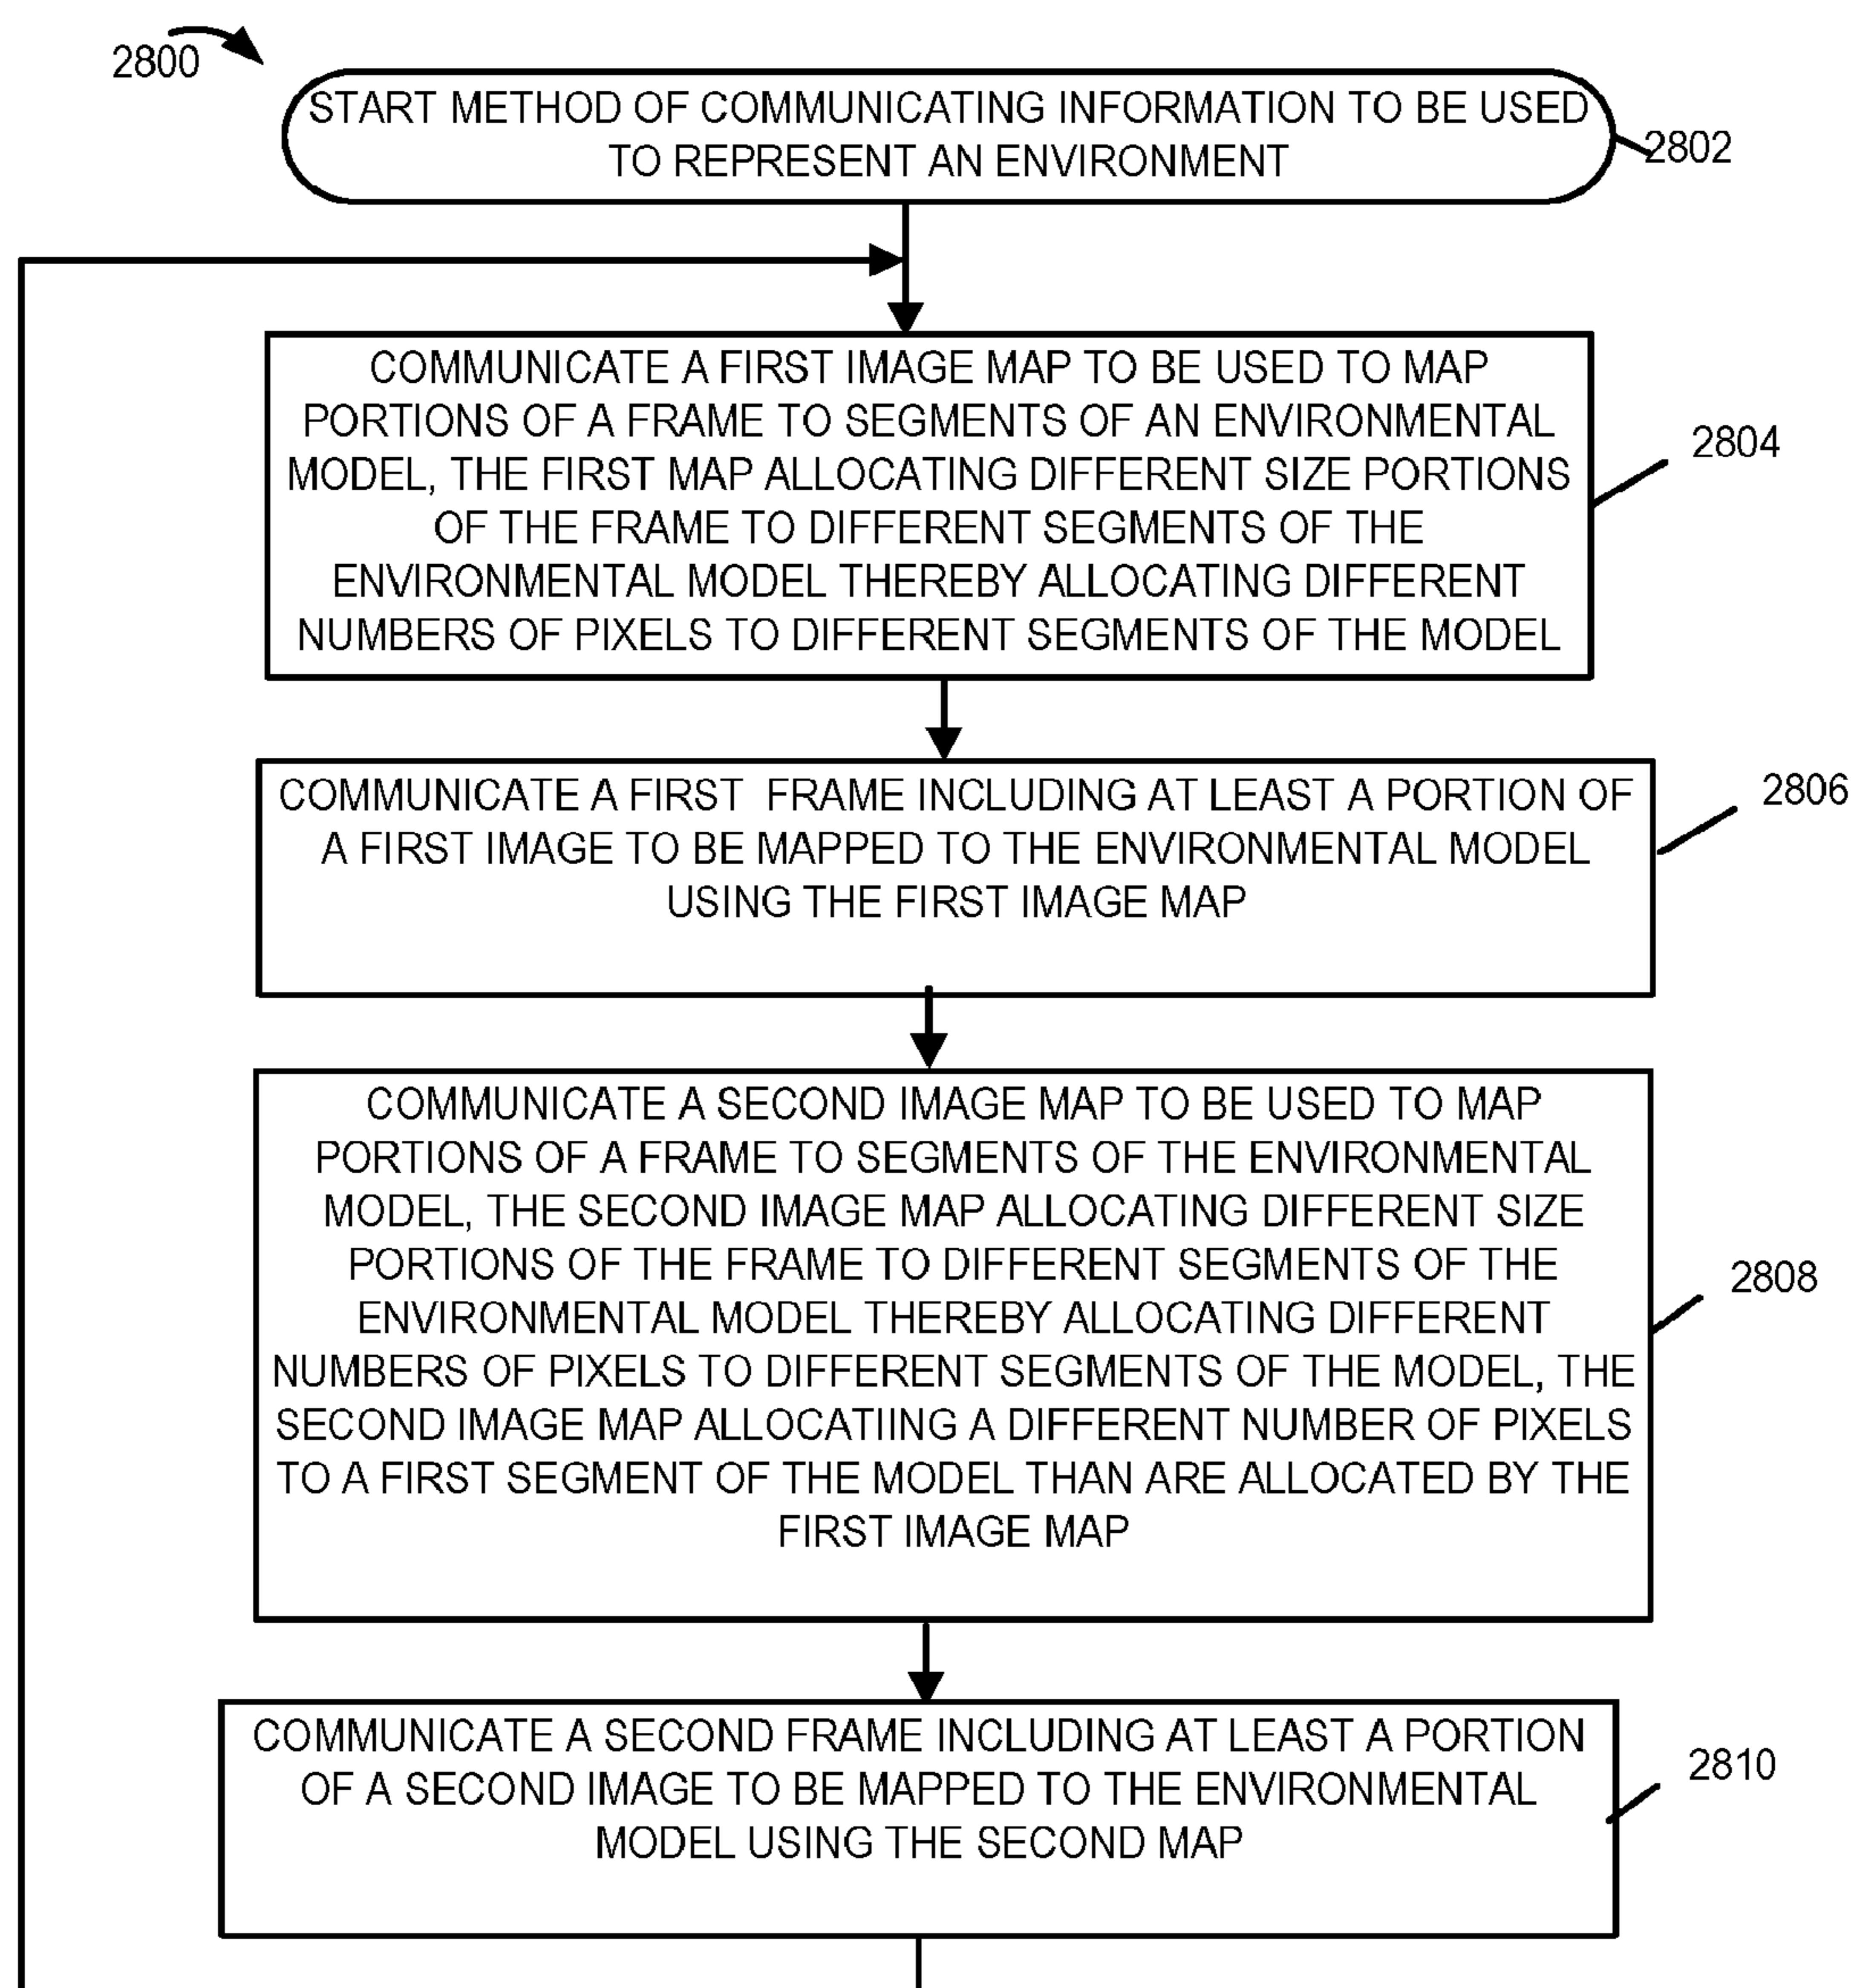 2800
START METHOD OF COMMUNICATING INFORMATION TO BE USED
TO REPRESENT AN ENVIRONMENT
2802
COMMUNICATE A FIRST IMAGE MAP TO BE USED TO MAP
PORTIONS OF A FRAME TO SEGMENTS OF AN ENVIRONMENTAL
MODEL, THE FIRST MAP ALLOCATING DIFFERENT SIZE PORTIONS
OF THE FRAME TO DIFFERENT SEGMENTS OF THE
ENVIRONMENTAL MODEL THEREBY ALLOCATING DIFFERENT
NUMBERS OF PIXELS TO DIFFERENT SEGMENTS OF THE MODEL
2804
COMMUNICATE A FIRST FRAME INCLUDING AT LEAST A PORTION OF
A FIRST IMAGE TO BE MAPPED TO THE ENVIRONMENTAL MODEL
USING THE FIRST IMAGE MAP
2806
COMMUNICATE A SECOND IMAGE MAP TO BE USED TO MAP
PORTIONS OF A FRAME TO SEGMENTS OF THE ENVIRONMENTAL
MODEL, THE SECOND IMAGE MAP ALLOCATING DIFFERENT SIZE
PORTIONS OF THE FRAME TO DIFFERENT SEGMENTS OF THE
ENVIRONMENTAL MODEL THEREBY ALLOCATING DIFFERENT
NUMBERS OF PIXELS TO DIFFERENT SEGMENTS OF THE MODEL, THE
SECOND IMAGE MAP ALLOCATIING A DIFFERENT NUMBER OF PIXELS
TO A FIRST SEGMENT OF THE MODEL THAN ARE ALLOCATED BY THE
FIRST IMAGE MAP
2808
COMMUNICATE A SECOND FRAME INCLUDING AT LEAST A PORTION
OF A SECOND IMAGE TO BE MAPPED TO THE ENVIRONMENTAL
MODEL USING THE SECOND MAP
2810